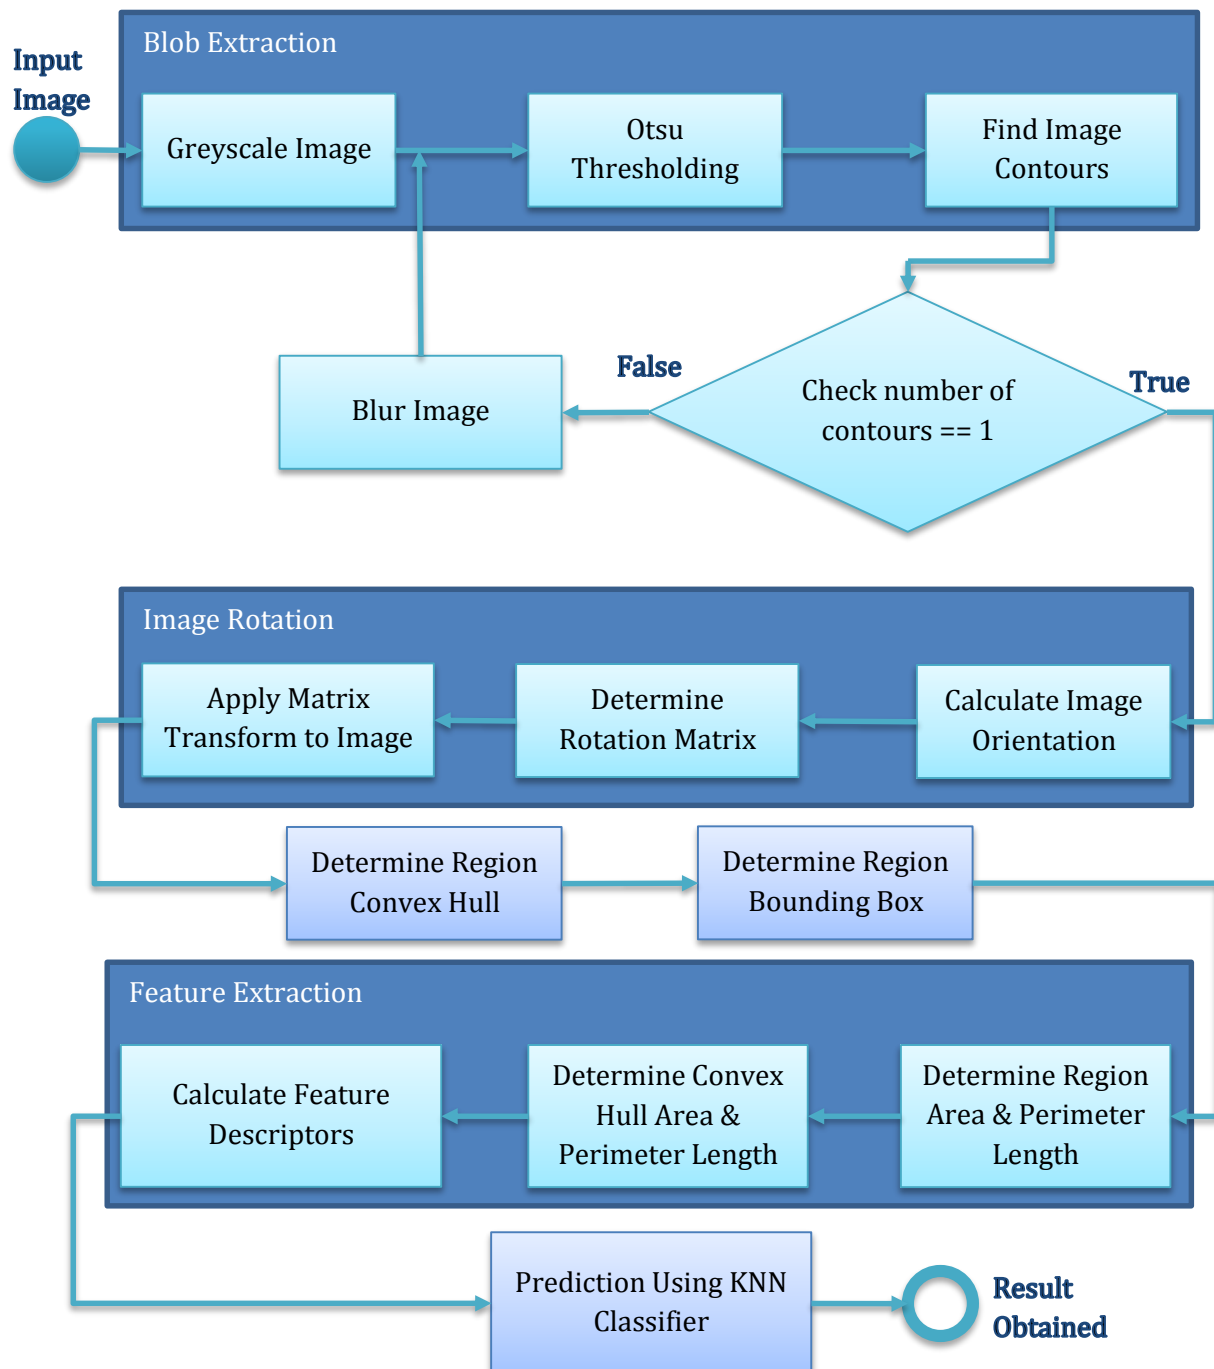 Input
Image
Blob Extraction
Greyscale Image
Otsu
Thresholding
Find Image
Contours
Check number of
contours == 1
False
True
Blur Image
Image Rotation
Calculate Image
Orientation
Determine
Rotation Matrix
Apply Matrix
Transform to Image
Determine Region
Convex Hull
Determine Region
Bounding Box
Feature Extraction
Determine Region
Area & Perimeter
Length
Determine Convex
Hull Area &
Perimeter Length
Calculate Feature
Descriptors
Prediction Using KNN
Classifier
Result
Obtained